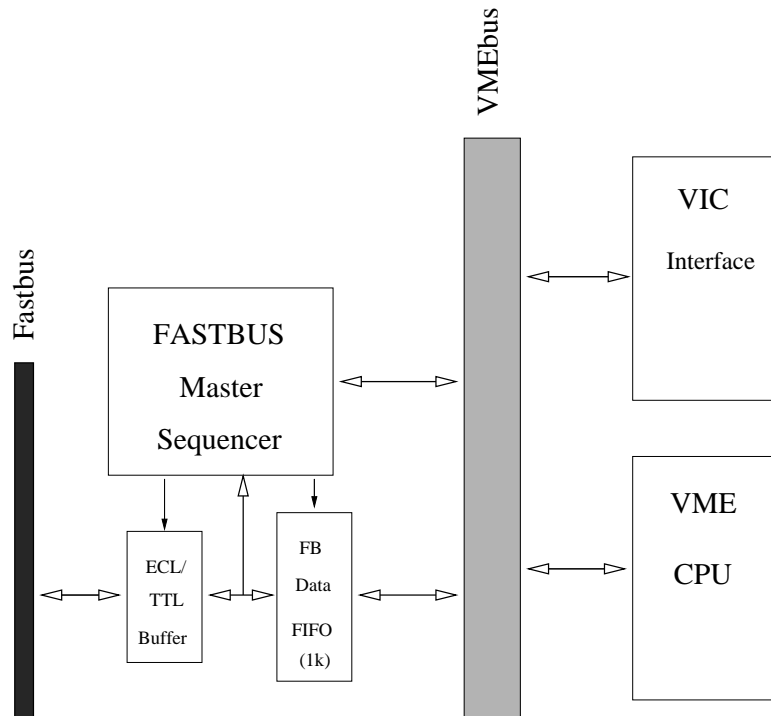 VMEbus
Fastbus
FASTBUS
Master
Sequencer
ECL/
TTL
Buffer
FB
Data
FIFO
(1k)
VIC
Interface
VME
CPU